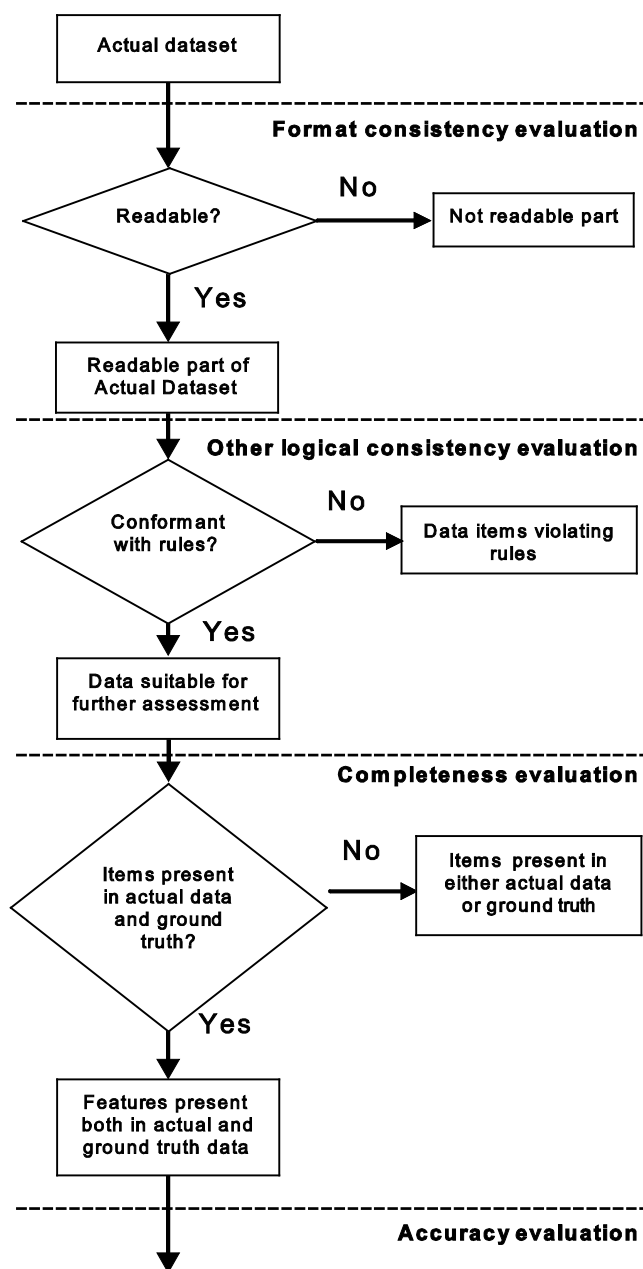 Actual dataset
Format consistency evaluation
No
Readable?
Not readable part
Yes
Readable part of
Actual Dataset
Other logical consistency evaluation
No
Conformant
with rules?
Data items violating
rules
Yes
Data suitable for
further assessment
Completeness evaluation
No
Items present
in actual data
and ground
truth?
Items present in
either actual data
or ground truth
Yes
Features present
both in actual and
ground truth data
Accuracy evaluation